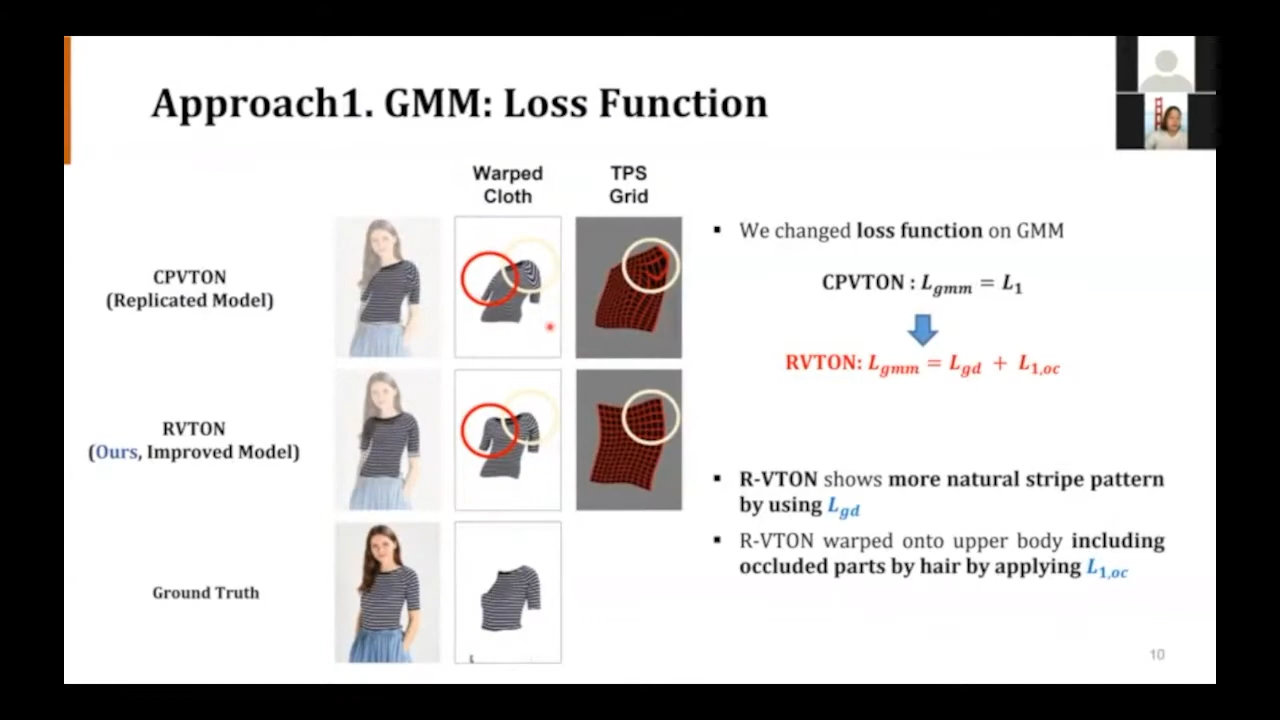 Approach1. GMM: Loss Function
Warped
Cloth
TPS
Grid
CPVTON
(Replicated Model)
RVTON
(Ours, Improved Model)
Ground Truth
▪ We changed loss function on GMM
CPVTON : L_gmm = L_1
RVTON: L_gmm = L_gd + L_1,oc
▪ R-VTON shows more natural stripe pattern
by using L_gd
▪ R-VTON warped onto upper body including
occluded parts by hair by applying L_1,oc
10